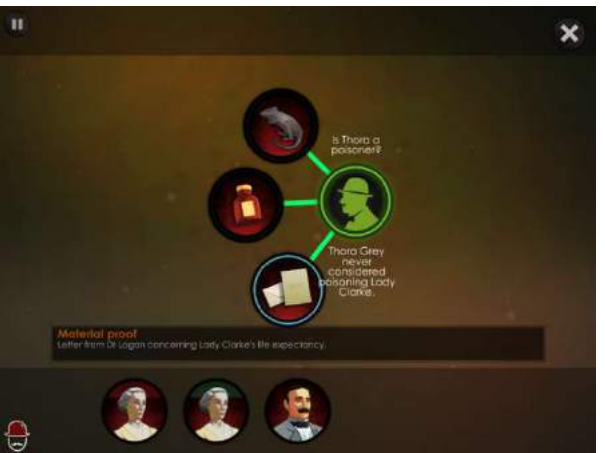 Is Thora a
poisoner?
Thora Grey
never
considered
poisoning Lady
Clarke.
Material proof
Letter from Dr Logan concerning Lady Clarke's life expectancy.